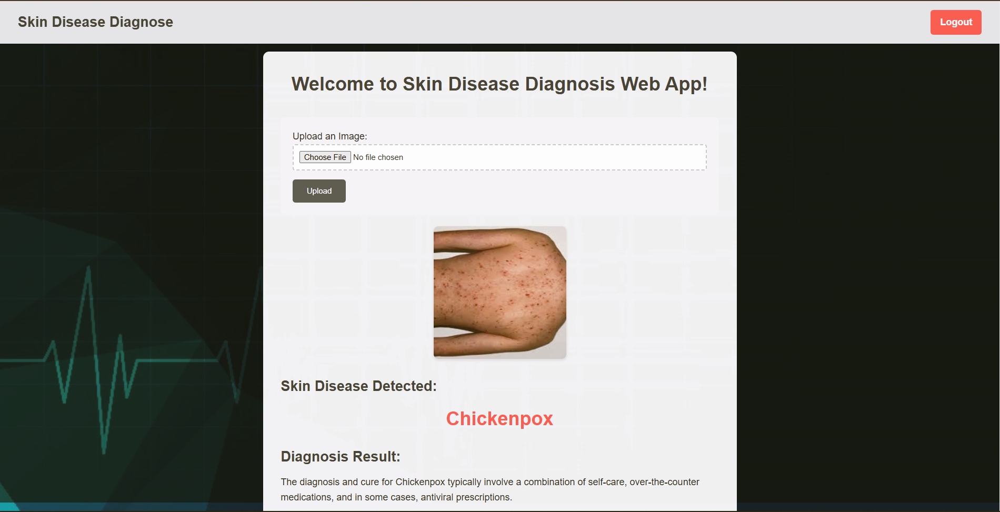 Skin Disease Diagnose
Logout
Welcome to Skin Disease Diagnosis Web App!
Upload an Image:
Choose File No file chosen
Upload
Skin Disease Detected:
Chickenpox
Diagnosis Result:
The diagnosis and cure for Chickenpox typically involve a combination of self-care, over-the-counter
medications, and in some cases, antiviral prescriptions.